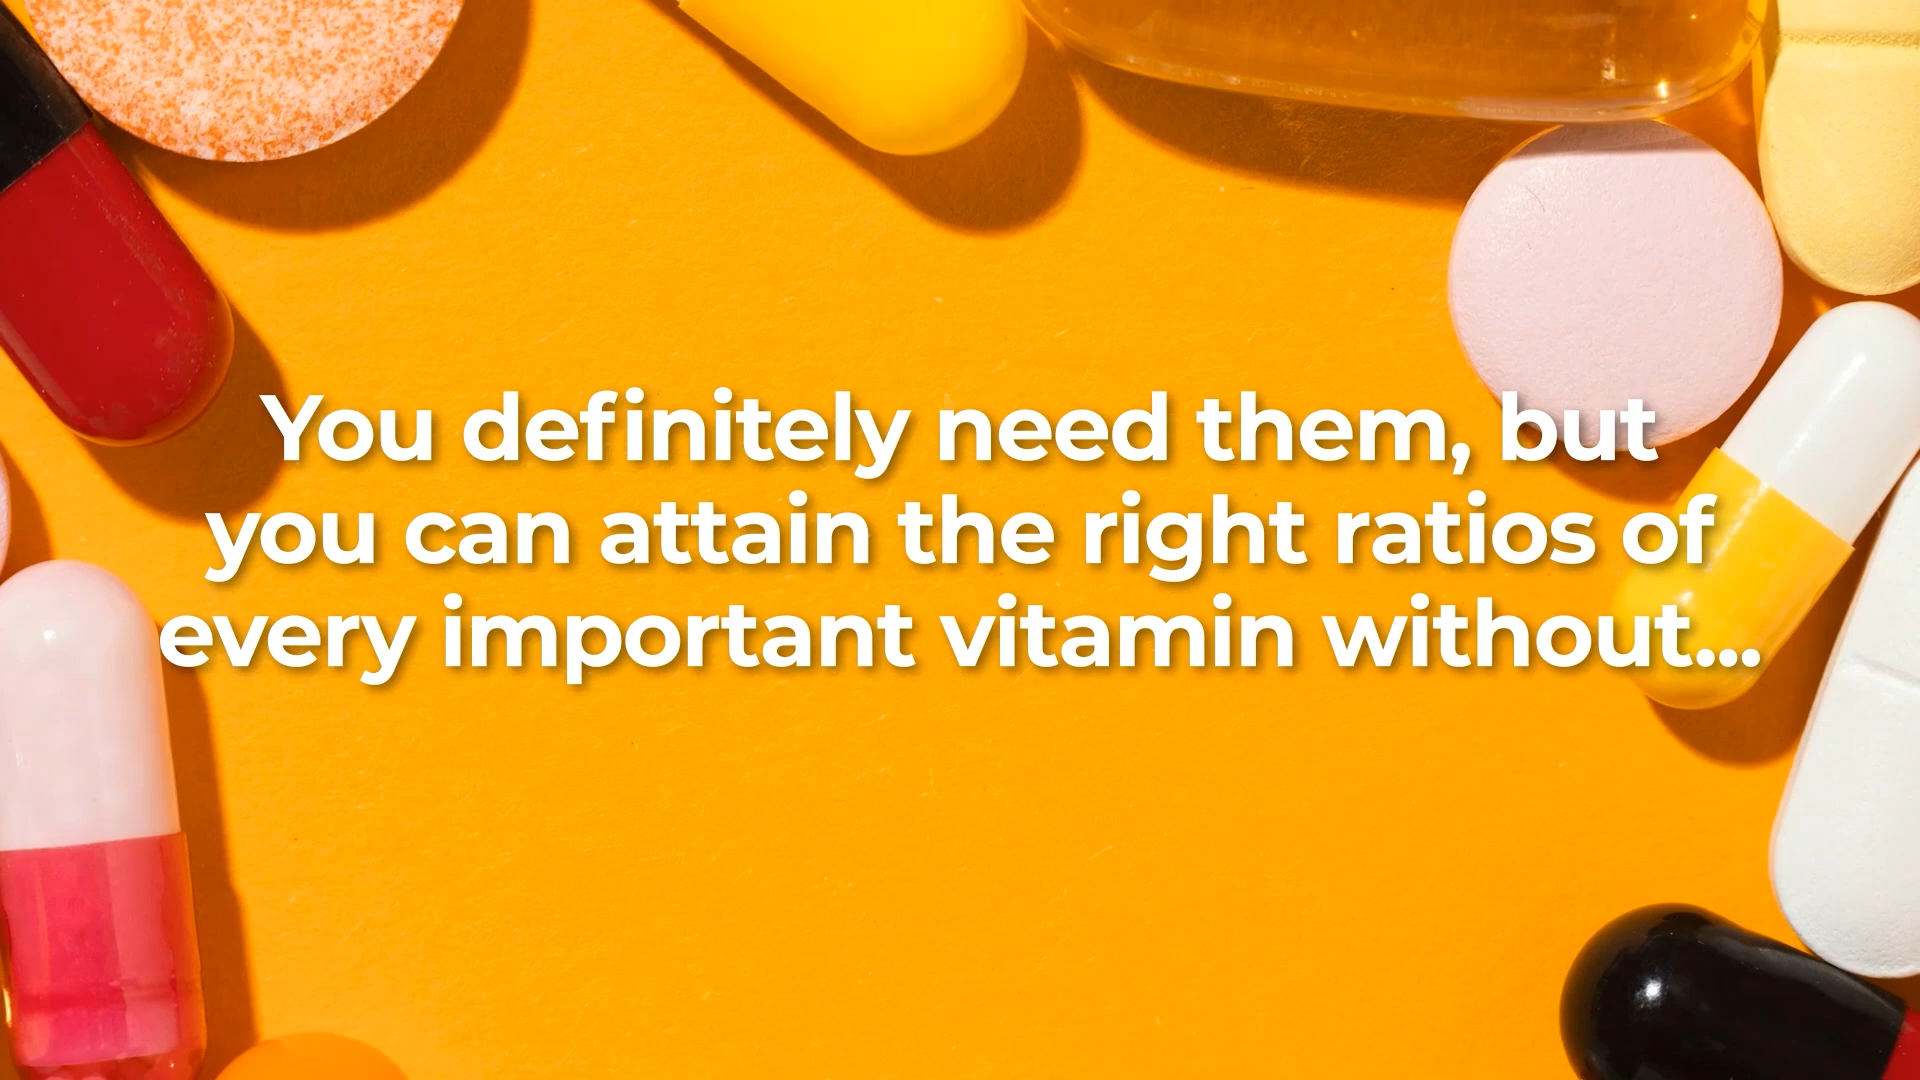 You definitely need them, but
you can attain the right ratios of
every important vitamin without...